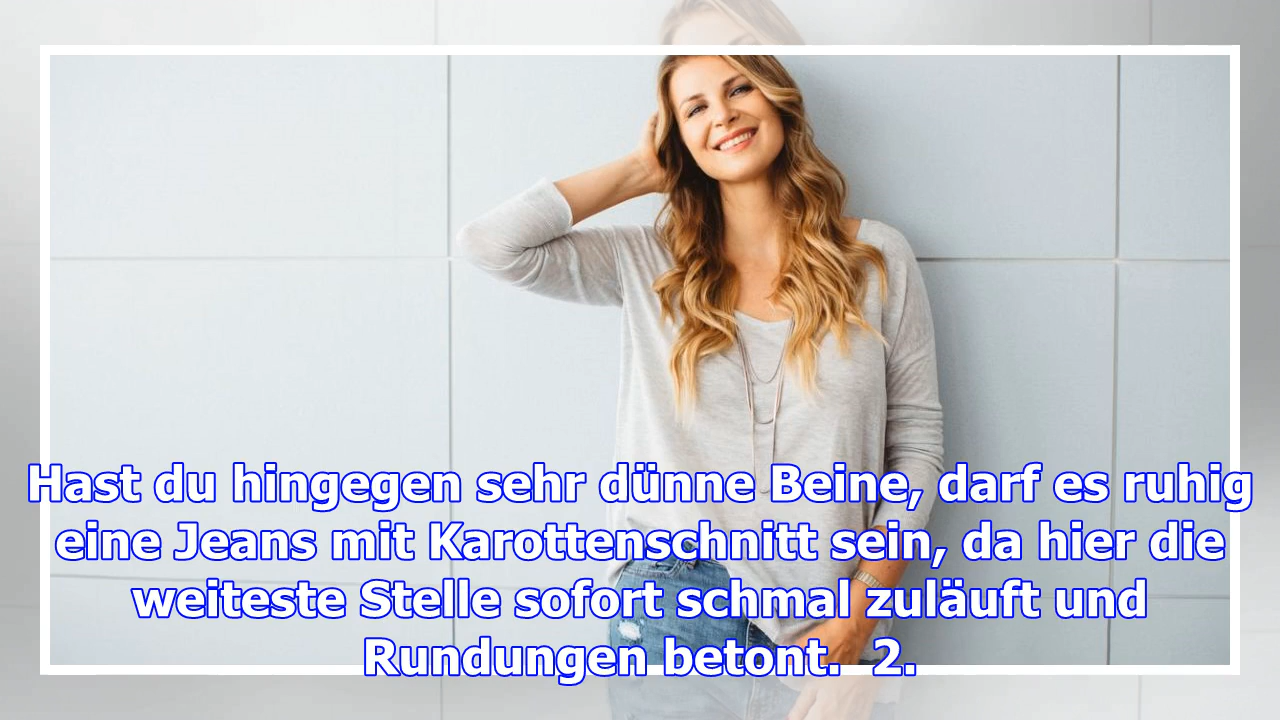 Hast du hingegen sehr dünne Beine, darf es ruhig
eine Jeans mit Karottenschnitt sein, da hier die
weiteste Stelle sofort schmal zuläuft und
Rundungen betont.  2.